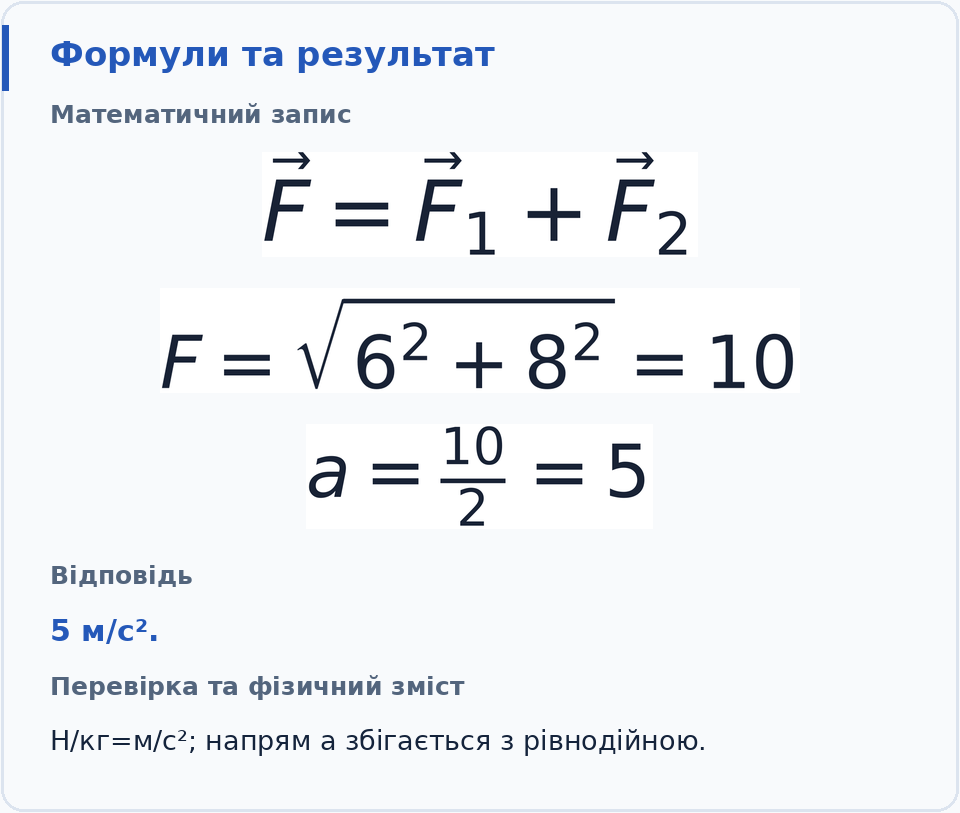 Формули та результат
Математичний запис
F⃗ = F⃗₁ + F⃗₂
F = √(6² + 8²) = 10
a = 10/2 = 5
Відповідь
5 м/с².
Перевірка та фізичний зміст
Н/кг=м/с²; напрям a збігається з рівнодійною.